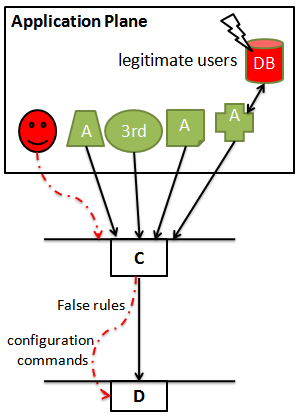 Application Plane
legitimate users
DB
A
3rd
A
A
C
False rules
configuration
commands
D